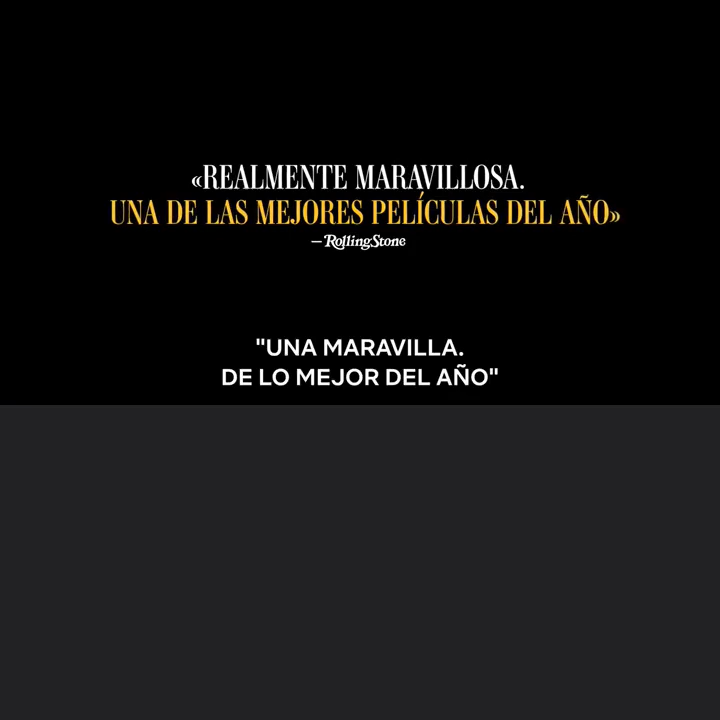 «REALMENTE MARAVILLOSA.
UNA DE LAS MEJORES PELÍCULAS DEL AÑO»
—RollingStone
"UNA MARAVILLA.
DE LO MEJOR DEL AÑO"